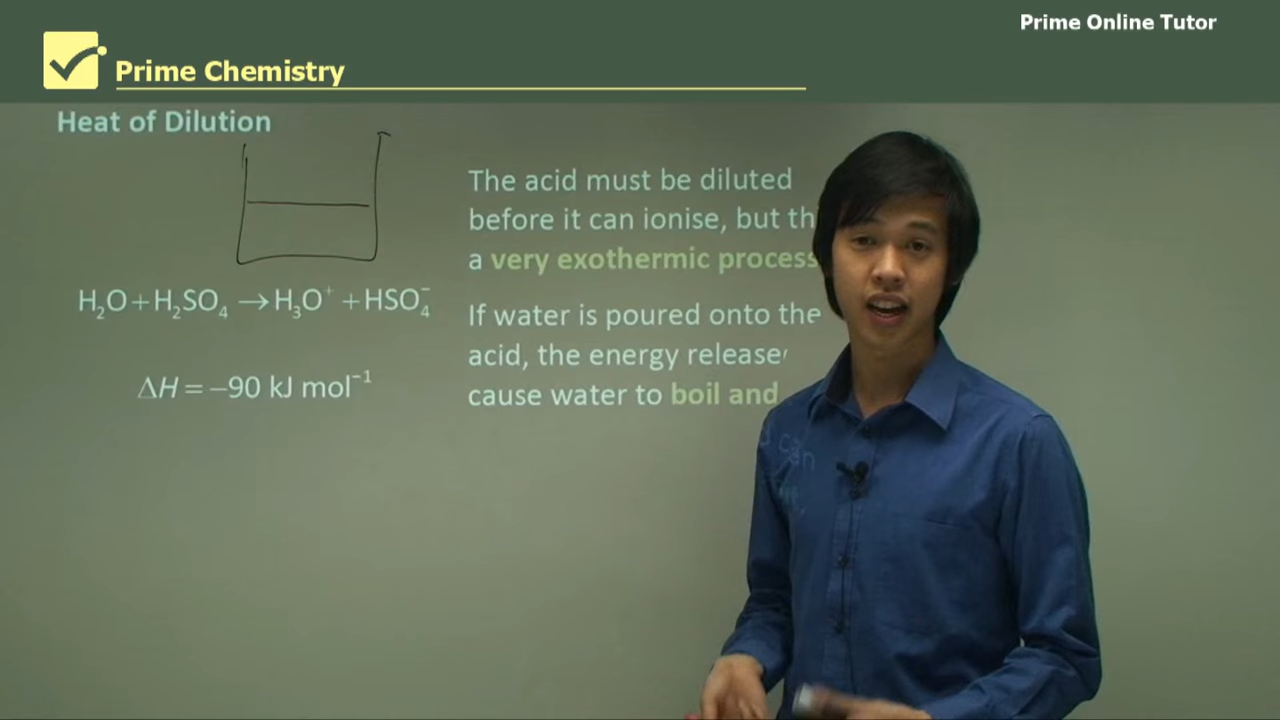 Prime Online Tutor
Prime Chemistry
Heat of Dilution
The acid must be diluted
before it can ionise, but
a very exothermic process
H₂O+H₂SO₄ →H₃O⁺ +HSO₄⁻
If water is poured onto the
acid, the energy
ΔH = −90 kJ mol⁻¹
cause water to boil and